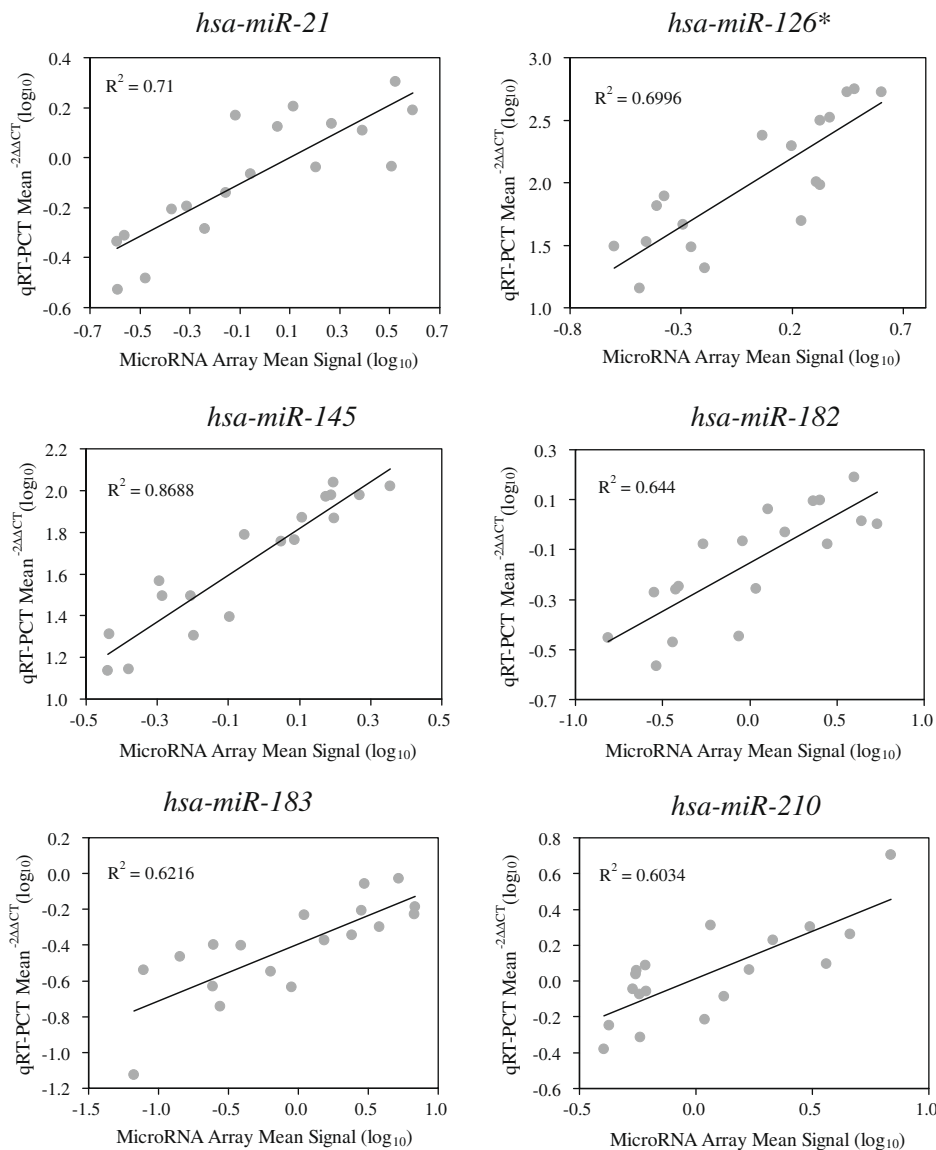 hsa-miR-21
qRT-PCT Mean^-2ΔΔCT(log10)
0.4
0.2
0.0
-0.2
-0.4
-0.6
R² = 0.71
-0.7 -0.5 -0.3 -0.1 0.1 0.3 0.5 0.7
MicroRNA Array Mean Signal (log₁₀)
hsa-miR-126*
qRT-PCT Mean^-2ΔΔCT(log10)
3.0
2.5
2.0
1.5
1.0
R² = 0.6996
-0.8 -0.3 0.2 0.7
MicroRNA Array Mean Signal (log₁₀)
hsa-miR-145
qRT-PCT Mean^-2ΔΔCT(log10)
2.2
2.0
1.8
1.6
1.4
1.2
1.0
R² = 0.8688
-0.5 -0.3 -0.1 0.1 0.3 0.5
MicroRNA Array Mean Signal (log₁₀)
hsa-miR-182
qRT-PCT Mean^-2ΔΔCT(log10)
0.3
0.1
-0.1
-0.3
-0.5
-0.7
R² = 0.644
-1.0 -0.5 0.0 0.5 1.0
MicroRNA Array Mean Signal (log₁₀)
hsa-miR-183
qRT-PCT Mean^-2ΔΔCT(log10)
0.2
0.0
-0.2
-0.4
-0.6
-0.8
-1.0
-1.2
R² = 0.6216
-1.5 -1.0 -0.5 0.0 0.5 1.0
MicroRNA Array Mean Signal (log₁₀)
hsa-miR-210
qRT-PCT Mean^-2ΔΔCT(log10)
0.8
0.6
0.4
0.2
0.0
-0.2
0.4
0.6
R² = 0.6034
-0.5 0.0 0.5 1.0
MicroRNA Array Mean Signal (log₁₀)